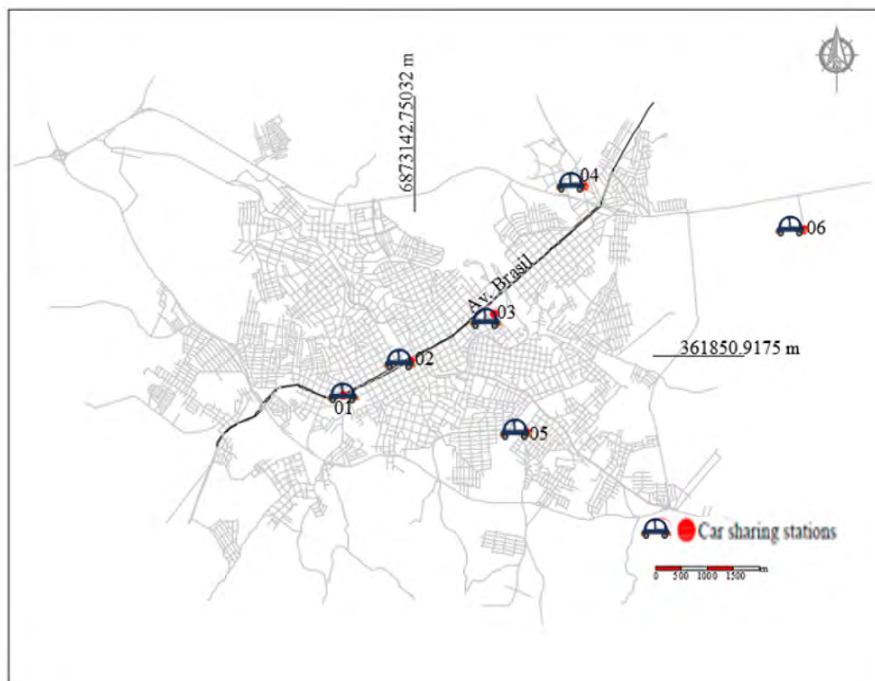 6873142.75032 m
04
06
Av. Brasil
03
361850.9175 m
02
01
05
Car sharing stations
0 500 1000 1500 m